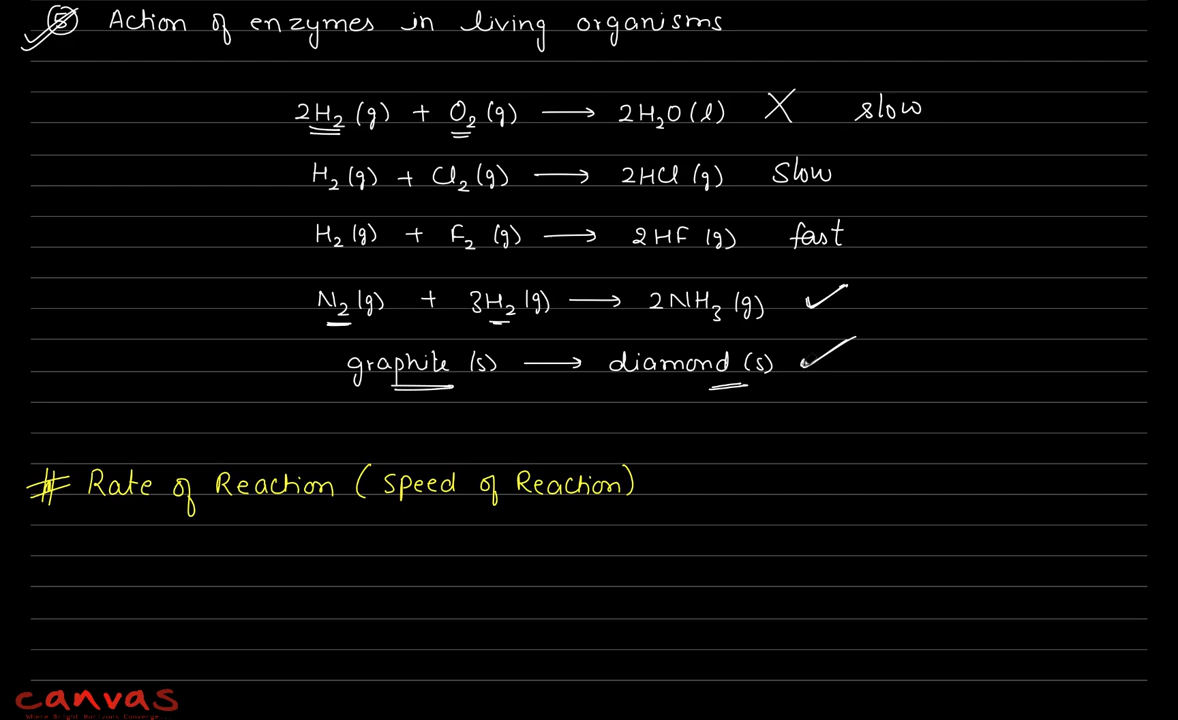 ⑤ Action of enzymes in living organisms
2H₂(g) + O₂(g) ⟶ 2H₂O(l) X slow
H₂(g) + Cl₂(g) ⟶ 2HCl(g) Slow
H₂(g) + F₂(g) ⟶ 2HF(g) fast
N₂(g) + 3H₂(g) ⟶ 2NH₃(g) ✓
graphite (s) ⟶ diamond (s) ✓
# Rate of Reaction (Speed of Reaction)
canvas